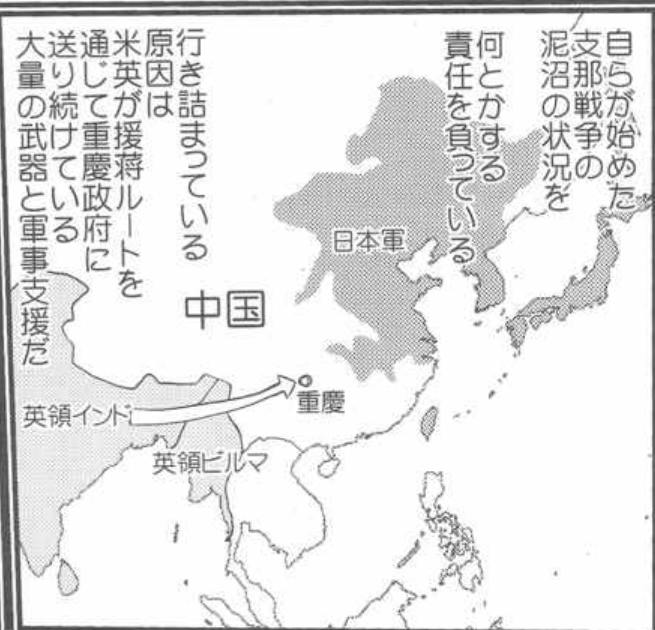 自らが始めた
支那戦争の
泥沼の状況を
何とかする
責任を負っている
行き詰まっている
原因は
米英が援蒋ルートを
通じて重慶政府に
送り続けている
大量の武器と軍事支援だ
日本軍
中国
重慶
英領インド
英領ビルマ